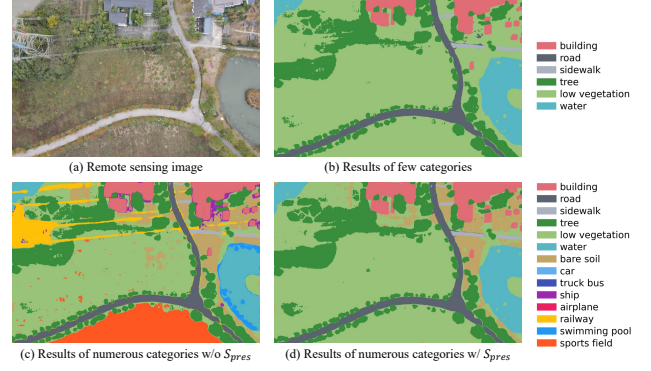 (a) Remote sensing image
(b) Results of few categories
building
road
sidewalk
tree
low vegetation
water
(c) Results of numerous categories w/o S_pres
(d) Results of numerous categories w/ S_pres
building
road
sidewalk
tree
low vegetation
water
bare soil
car
truck bus
ship
airplane
railway
swimming pool
sports field